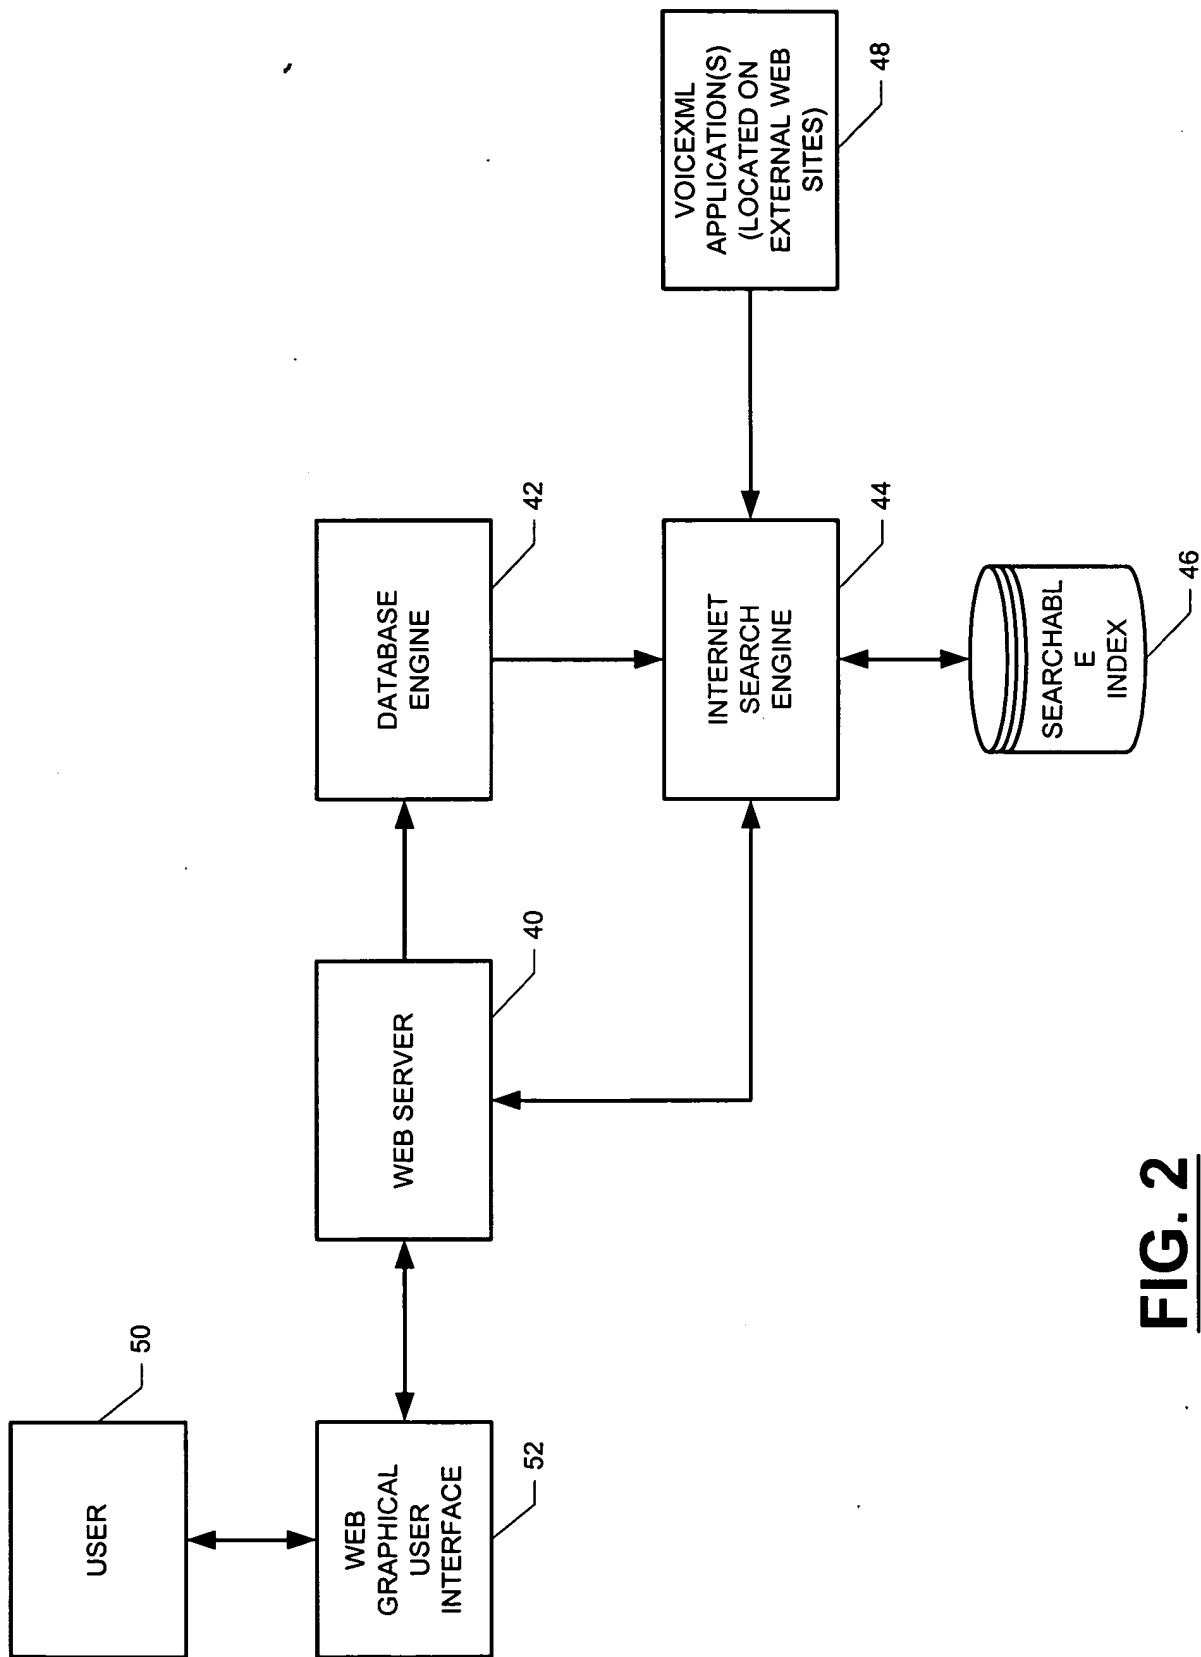 USER
50
WEB
GRAPHICAL
USER
INTERFACE
52
WEB SERVER
40
DATABASE
ENGINE
42
INTERNET
SEARCH
ENGINE
44
SEARCHABL
E
INDEX
46
VOICEXML
APPLICATION(S)
(LOCATED ON
EXTERNAL WEB
SITES)
48
FIG. 2